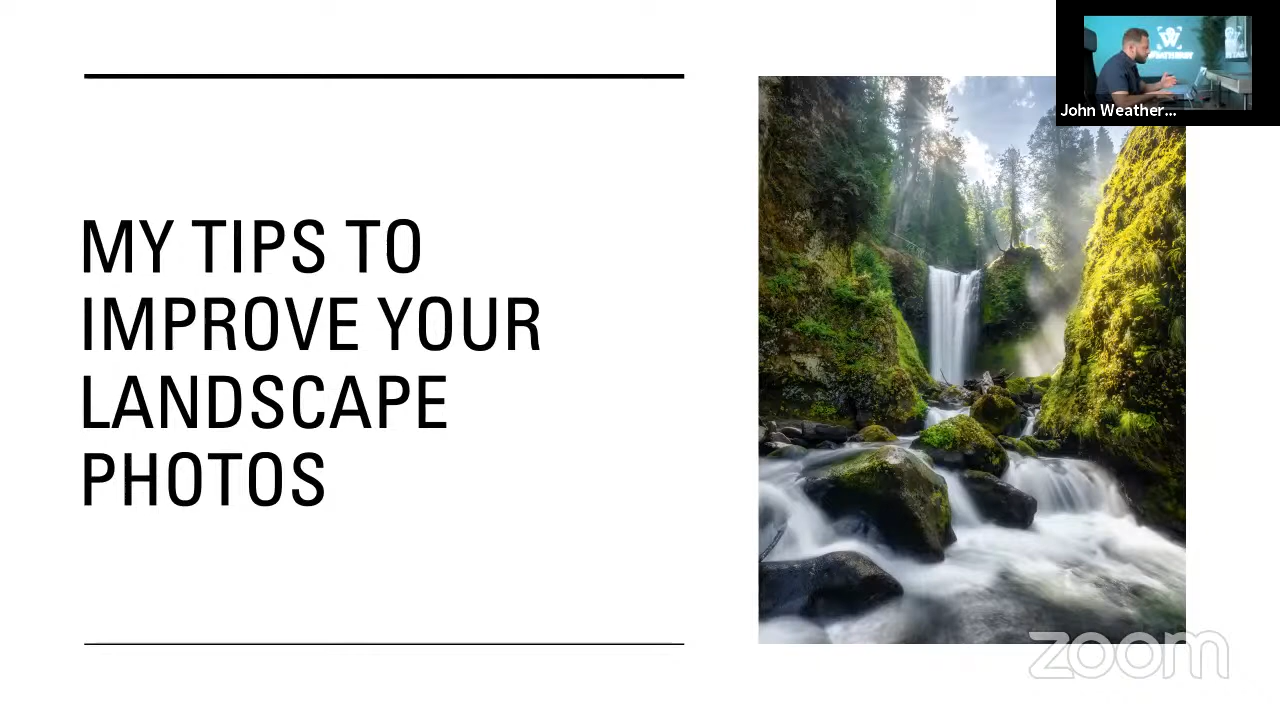 MY TIPS TO
IMPROVE YOUR
LANDSCAPE
PHOTOS
John Weather...
zoom